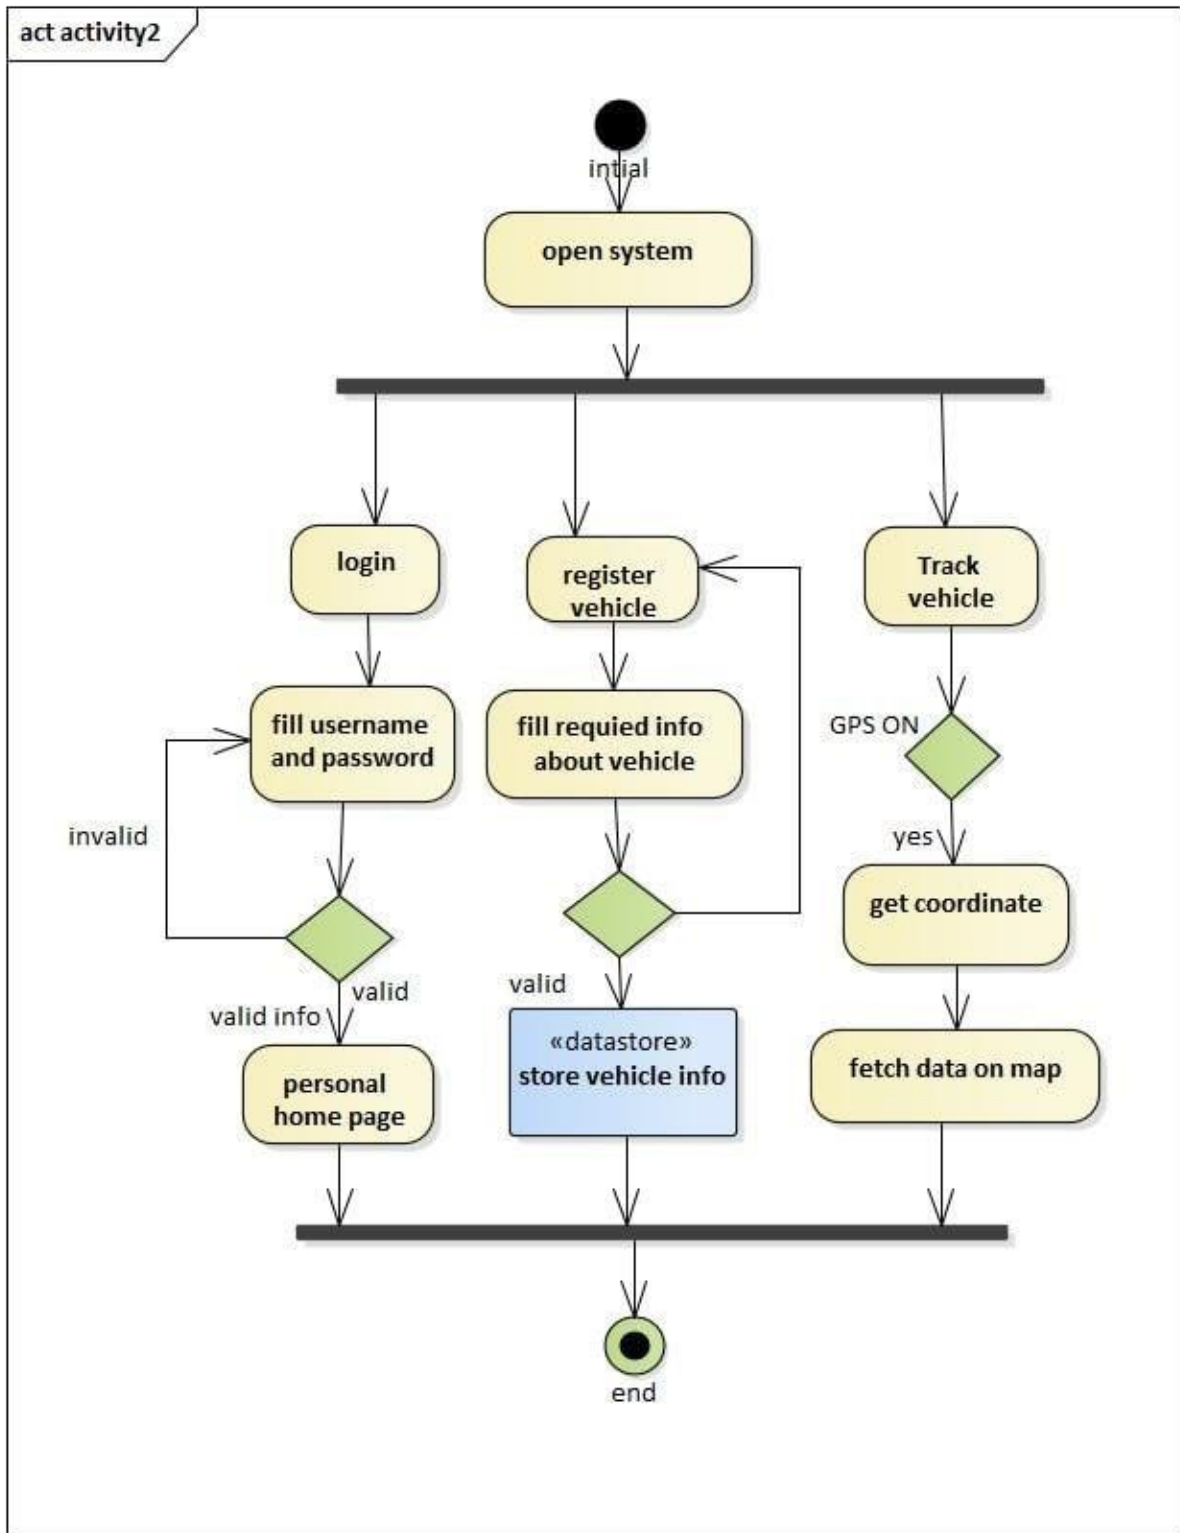 act activity2
intial
open system
login
register
vehicle
Track
vehicle
fill username
and password
fill requied info
about vehicle
GPS ON
invalid
yes
get coordinate
valid
valid info
valid
«datastore»
store vehicle info
fetch data on map
personal
home page
end